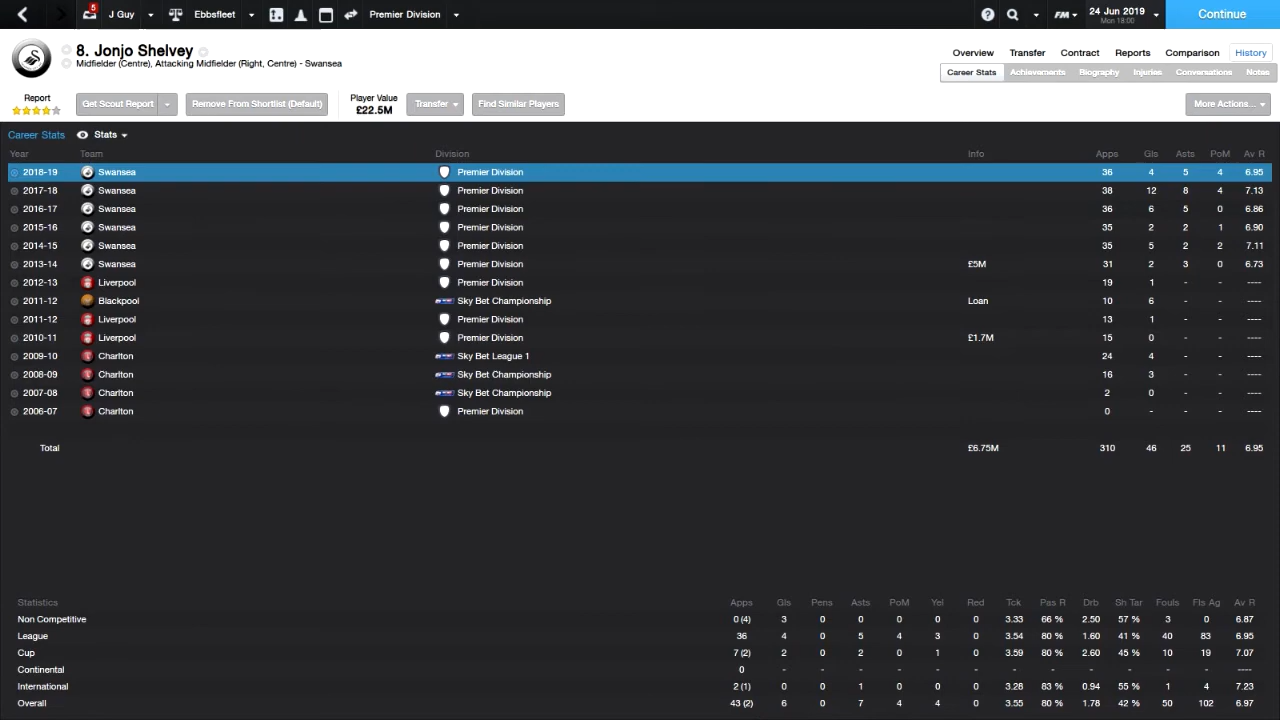 5 J Guy Ebbsfleet Premier Division FM 24 Jun 2019 Mon 18:00 Continue
8. Jonjo Shelvey
Midfielder (Centre), Attacking Midfielder (Right, Centre) - Swansea
Overview Transfer Contract Reports Comparison History
Career Stats Achievements Biography Injuries Conversations Notes
Report Get Scout Report Remove From Shortlist (Default) Player Value £22.5M Transfer Find Similar Players More Actions...
Career Stats Stats
Year Team Division Info Apps Gls Asts PoM Av R
2018-19 Swansea Premier Division 36 4 5 4 6.95
2017-18 Swansea Premier Division 38 12 8 4 7.13
2016-17 Swansea Premier Division 36 6 5 0 6.86
2015-16 Swansea Premier Division 35 2 2 1 6.90
2014-15 Swansea Premier Division 35 5 2 2 7.11
2013-14 Swansea Premier Division £5M 31 2 3 0 6.73
2012-13 Liverpool Premier Division 19 1 - - ----
2011-12 Blackpool Sky Bet Championship Loan 10 6 - - ----
2011-12 Liverpool Premier Division 13 1 - - ----
2010-11 Liverpool Premier Division £1.7M 15 0 - - ----
2009-10 Charlton Sky Bet League 1 24 4 - - ----
2008-09 Charlton Sky Bet Championship 16 3 - - ----
2007-08 Charlton Sky Bet Championship 2 0 - - ----
2006-07 Charlton Premier Division 0 - - - ----
Total £6.75M 310 46 25 11 6.95
Statistics Apps Gls Pens Asts PoM Yel Red Tck Pas R Drb Sh Tar Fouls Fls Ag Av R
Non Competitive 0 (4) 3 0 0 0 0 0 3.33 66 % 2.50 57 % 3 0 6.87
League 36 4 0 5 4 3 0 3.54 80 % 1.60 41 % 40 83 6.95
Cup 7 (2) 2 0 2 0 1 0 3.59 80 % 2.60 45 % 10 19 7.07
Continental 0 - - - - - - - - - - - - ----
International 2 (1) 0 0 1 0 0 0 3.28 83 % 0.94 55 % 1 4 7.23
Overall 43 (2) 6 0 7 4 4 0 3.55 80 % 1.78 42 % 50 102 6.97